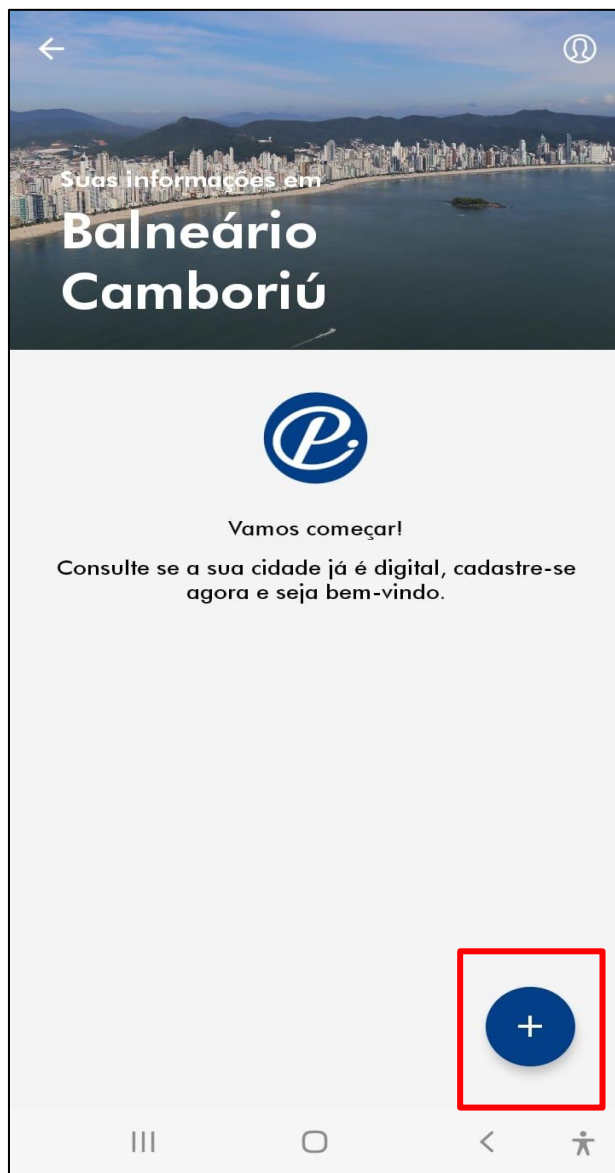 Suas informações em
Balneário
Camboriú
Vamos começar!
Consulte se a sua cidade já é digital, cadastre-se
agora e seja bem-vindo.